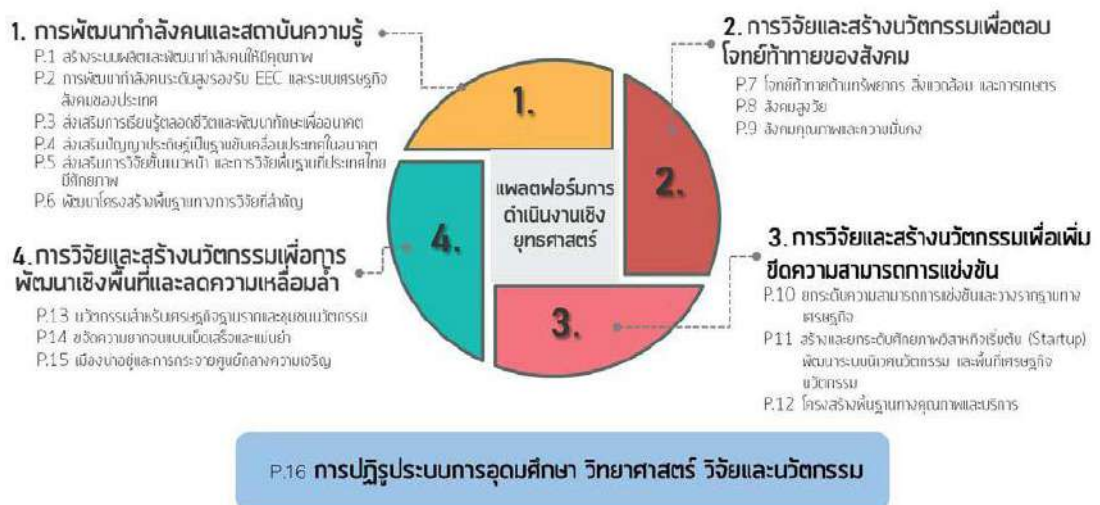 1. การพัฒนากำลังคนและสถาบันความรู้
P.1 สร้างระบบผลิตและพัฒนากำลังคนให้มีคุณภาพ
P.2 การพัฒนากำลังคนระดับสูงรองรับ EEC และระบบเศรษฐกิจ
สังคมของประเทศ
P.3 ส่งเสริมการเรียนรู้ตลอดชีวิตและพัฒนาทักษะเพื่ออนาคต
P.4 ส่งเสริมปัญญาประดิษฐ์เป็นฐานขับเคลื่อนประเทศในอนาคต
P.5 ส่งเสริมการวิจัยขั้นแนวหน้า และการวิจัยพื้นฐานที่ประเทศไทย
มีศักยภาพ
P.6 พัฒนาโครงสร้างพื้นฐานทางการวิจัยที่สำคัญ
2. การวิจัยและสร้างนวัตกรรมเพื่อตอบ
โจทย์ท้าทายของสังคม
P.7 โจทย์ท้าทายด้านทรัพยากร สิ่งแวดล้อม และการเกษตร
P.8 สังคมสูงวัย
P.9 สังคมคุณภาพและความมั่นคง
1.
2.
3.
4.
แพลตฟอร์มการ
ดำเนินงานเชิง
ยุทธศาสตร์
3. การวิจัยและสร้างนวัตกรรมเพื่อเพิ่ม
ขีดความสามารถการแข่งขัน
P.10 ยกระดับความสามารถการแข่งขันและวางรากฐานทาง
เศรษฐกิจ
P.11 สร้างและยกระดับศักยภาพวิสาหกิจเริ่มต้น (Startup)
พัฒนาระบบนิเวศนวัตกรรม และพื้นที่เศรษฐกิจ
นวัตกรรม
P.12 โครงสร้างพื้นฐานทางคุณภาพและบริการ
4. การวิจัยและสร้างนวัตกรรมเพื่อการ
พัฒนาเชิงพื้นที่และลดความเหลื่อมล้ำ
P.13 นวัตกรรมสำหรับเศรษฐกิจฐานรากและชุมชนนวัตกรรม
P.14 ขจัดความยากจนแบบเบ็ดเสร็จและแม่นยำ
P.15 เมืองน่าอยู่และการกระจายศูนย์กลางความเจริญ
P.16 การปฏิรูประบบการอุดมศึกษา วิทยาศาสตร์ วิจัยและนวัตกรรม